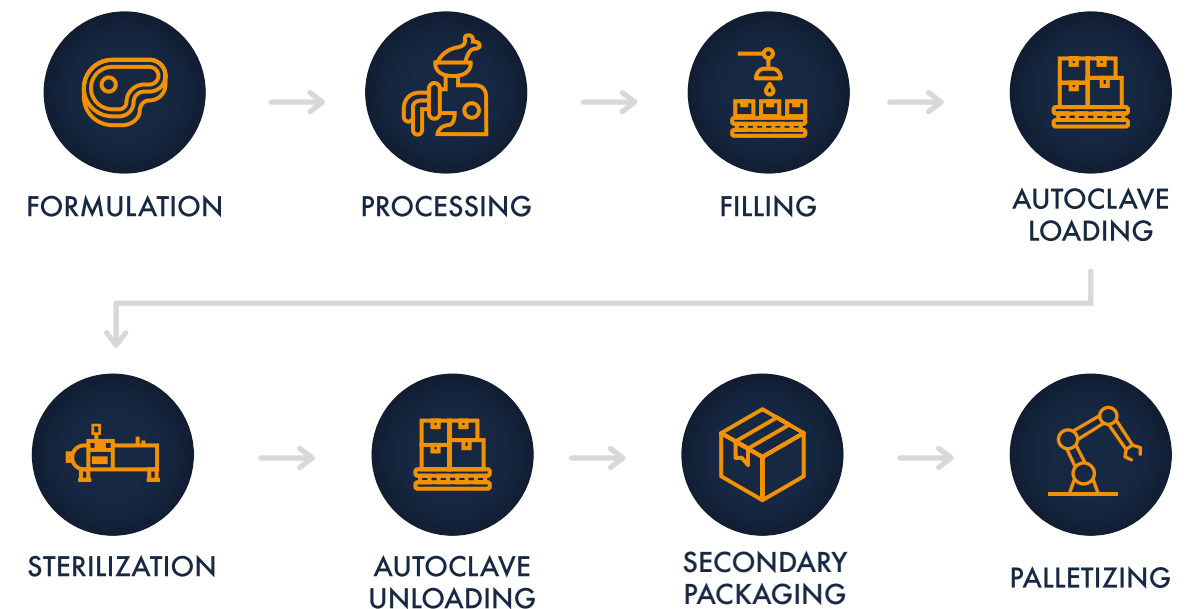 FORMULATION
PROCESSING
FILLING
AUTOCLAVE
LOADING
STERILIZATION
AUTOCLAVE
UNLOADING
SECONDARY
PACKAGING
PALLETIZING